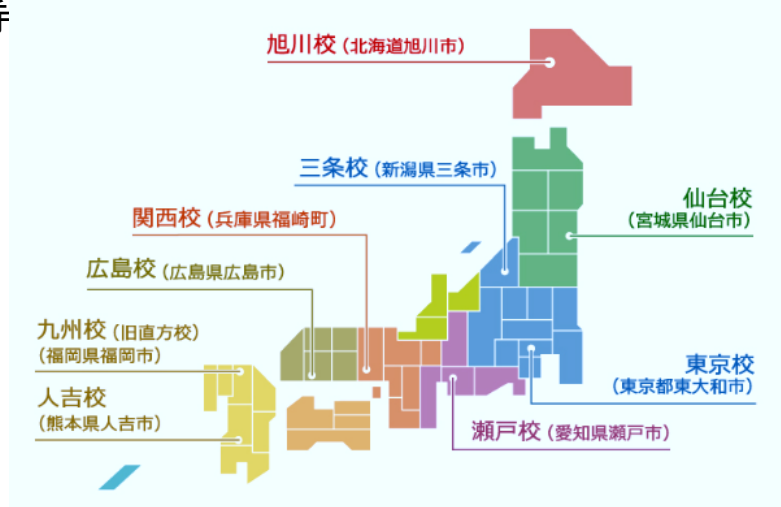 旭川校(北海道旭川市)
三条校(新潟県三条市)
仙台校
(宮城県仙台市)
関西校(兵庫県福崎町)
広島校(広島県広島市)
九州校(旧直方校)
(福岡県福岡市)
東京校
(東京都東大和市)
人吉校
(熊本県人吉市)
瀬戸校(愛知県瀬戸市)